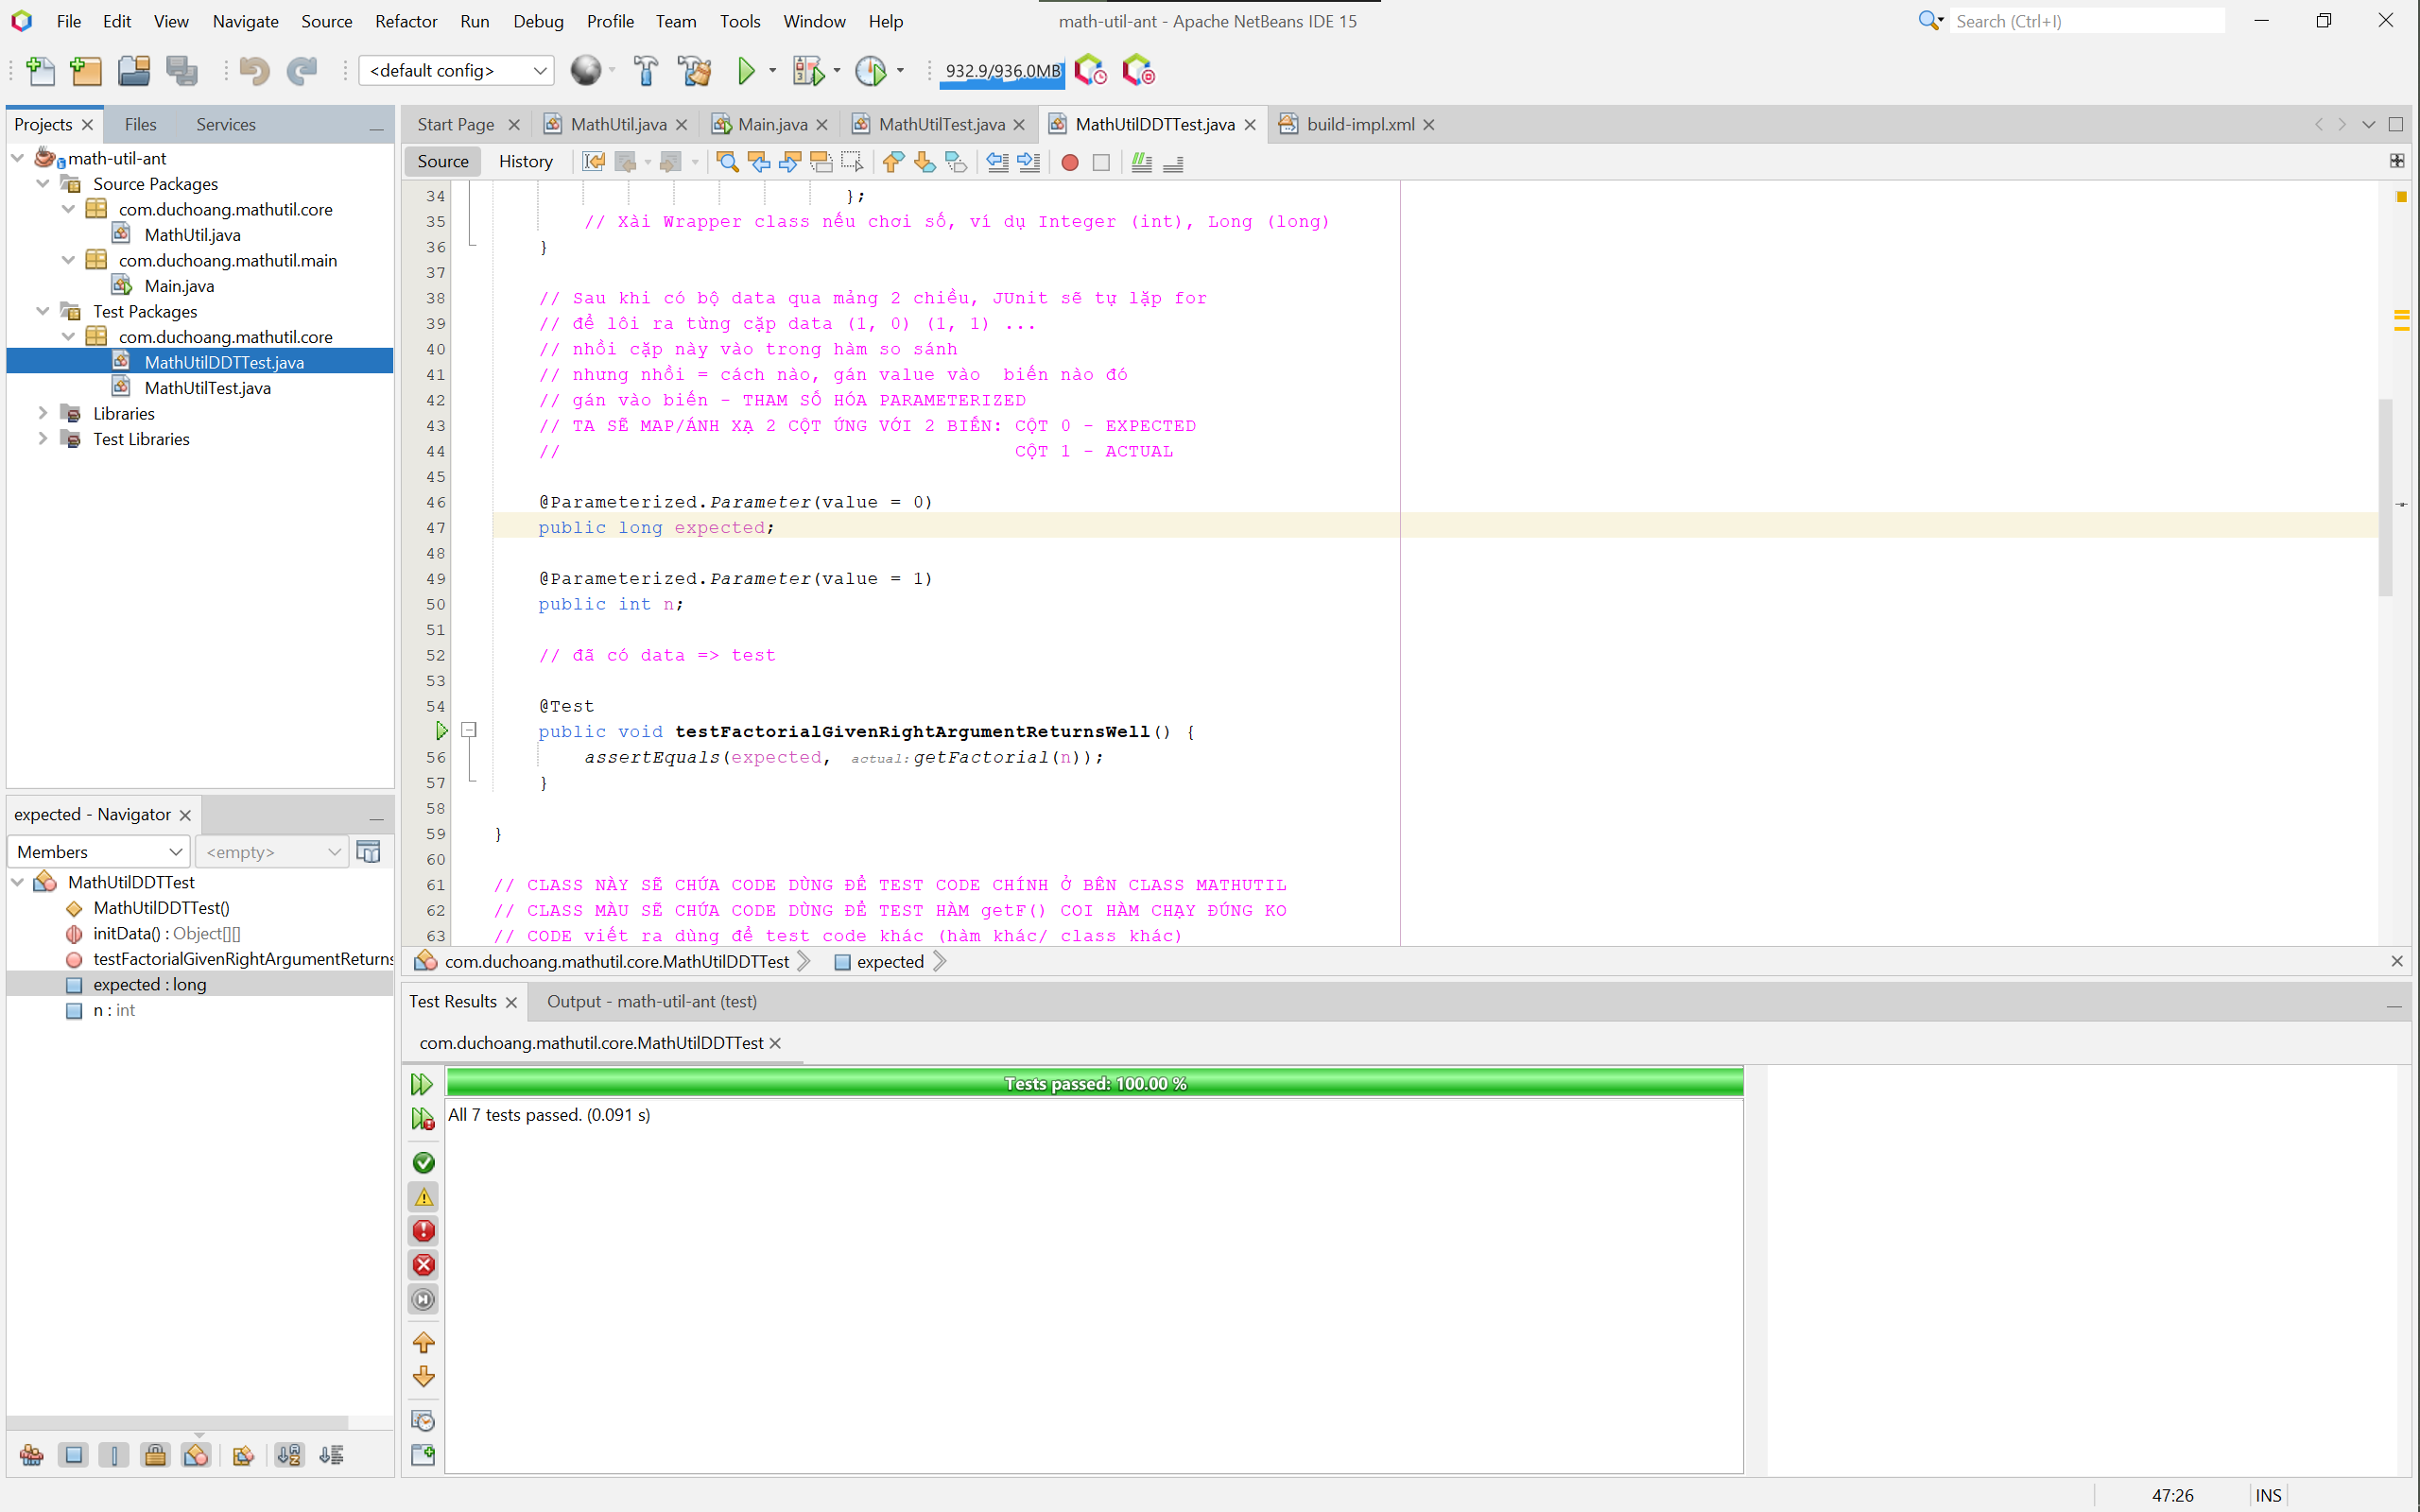 File Edit View Navigate Source Refactor Run Debug Profile Team Tools Window Help
math-util-ant - Apache NetBeans IDE 15
Search (Ctrl+I)
<default config>
932.9/936.0MB
Projects
Files
Services
math-util-ant
Source Packages
com.duchoang.mathutil.core
MathUtil.java
com.duchoang.mathutil.main
Main.java
Test Packages
com.duchoang.mathutil.core
MathUtilDDTTest.java
MathUtilTest.java
Libraries
Test Libraries
expected - Navigator
Members
<empty>
MathUtilDDTTest
MathUtilDDTTest()
initData() : Object[][]
testFactorialGivenRightArgumentReturns
expected : long
n : int
Start Page
MathUtil.java
Main.java
MathUtilTest.java
MathUtilDDTTest.java
build-impl.xml
Source
History
34 };
35 // Xài Wrapper class nếu chơi số, ví dụ Integer (int), Long (long)
36 }
37
38 // Sau khi có bộ data qua mảng 2 chiều, JUnit sẽ tự lặp for
39 // để lôi ra từng cặp data (1, 0) (1, 1) ...
40 // nhồi cặp này vào trong hàm so sánh
41 // nhưng nhồi = cách nào, gán value vào  biến nào đó
42 // gán vào biến - THAM SỐ HÓA PARAMETERIZED
43 // TA SẼ MAP/ÁNH XẠ 2 CỘT ỨNG VỚI 2 BIẾN: CỘT 0 - EXPECTED
44 // CỘT 1 - ACTUAL
45
46 @Parameterized.Parameter(value = 0)
47 public long expected;
48
49 @Parameterized.Parameter(value = 1)
50 public int n;
51
52 // đã có data => test
53
54 @Test
public void testFactorialGivenRightArgumentReturnsWell() {
56 assertEquals(expected, actual: getFactorial(n));
57 }
58
59 }
60
61 // CLASS NÀY SẼ CHỨA CODE DÙNG ĐỂ TEST CODE CHÍNH Ở BÊN CLASS MATHUTIL
62 // CLASS MÀU SẼ CHỨA CODE DÙNG ĐỂ TEST HÀM getF() COI HÀM CHẠY ĐÚNG KO
63 // CODE viết ra dùng để test code khác (hàm khác/ class khác)
com.duchoang.mathutil.core.MathUtilDDTTest
expected
Test Results
Output - math-util-ant (test)
com.duchoang.mathutil.core.MathUtilDDTTest
Tests passed: 100.00 %
All 7 tests passed. (0.091 s)
47:26
INS